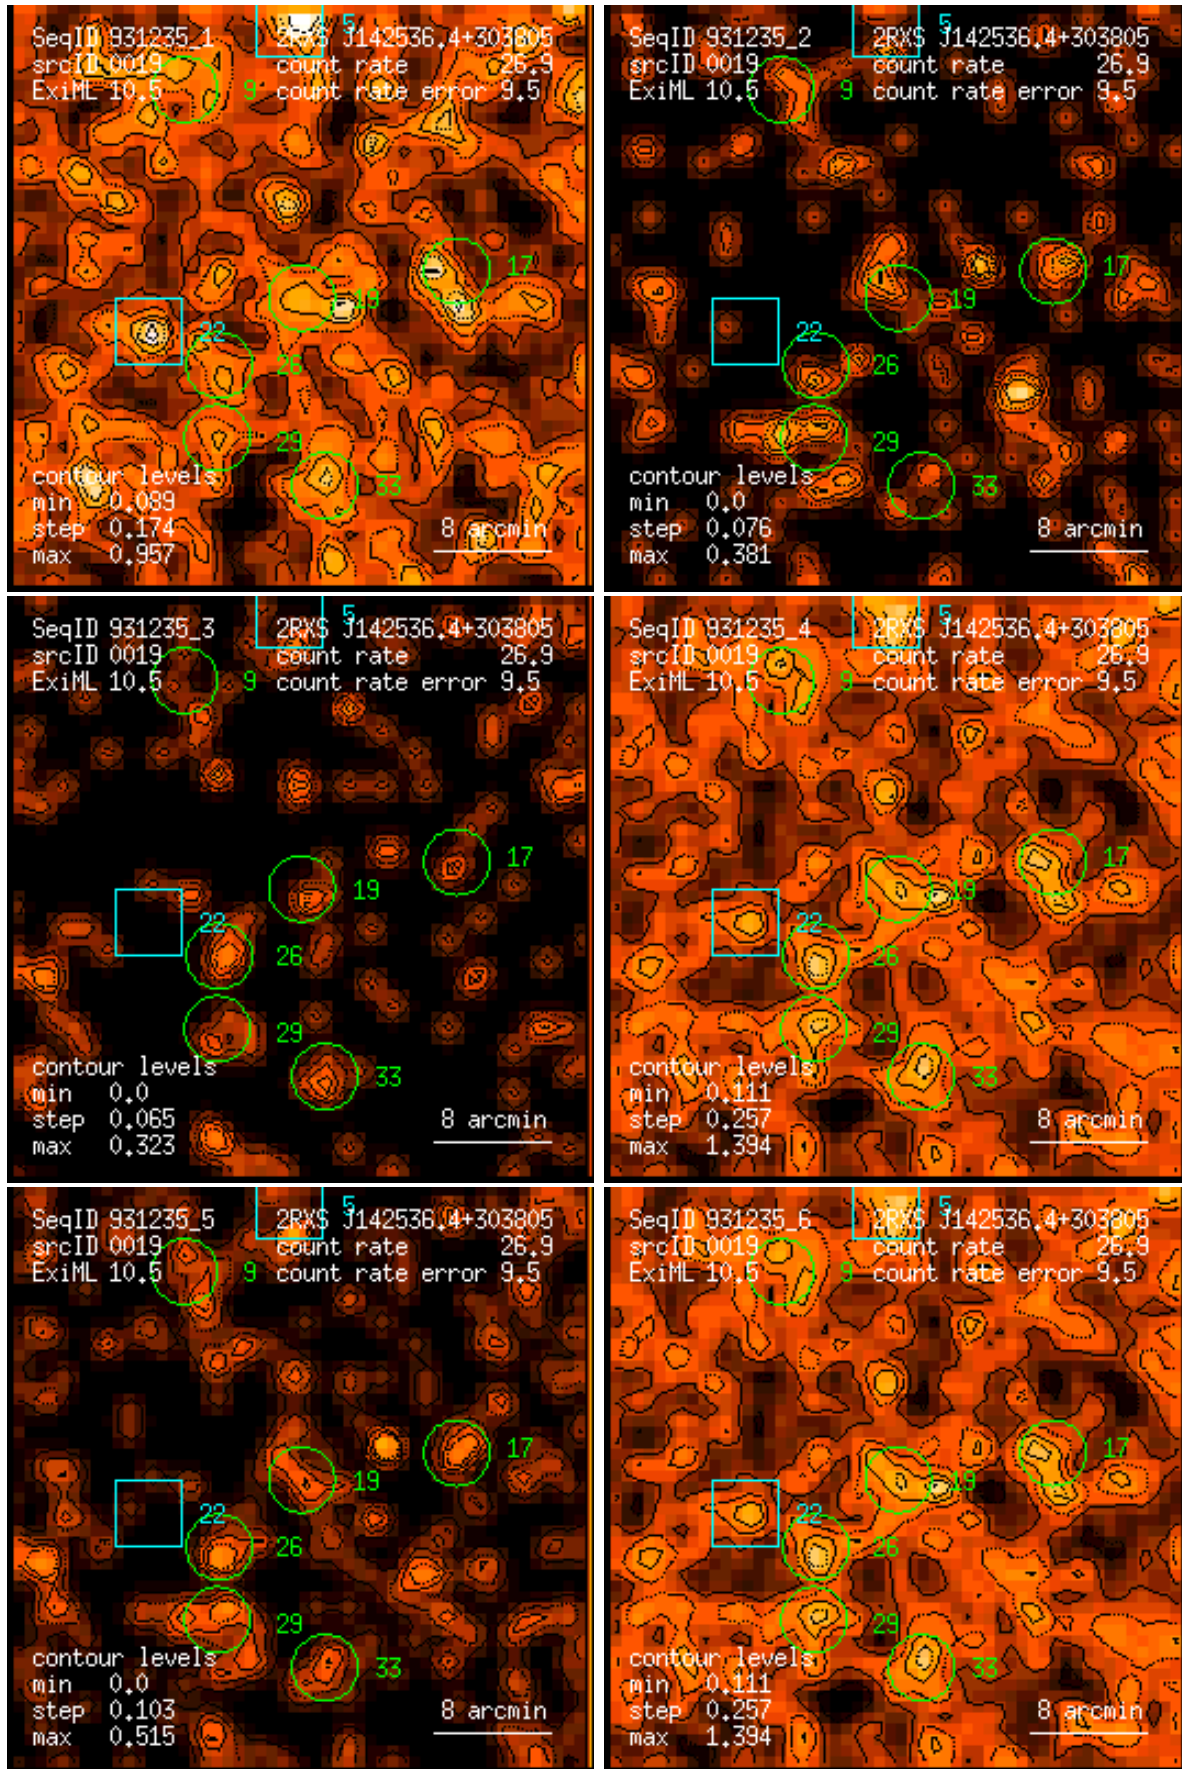 5
SeqID 931235_1 2RXS J142536.4+303805
srcID 0019 count rate 26.9
ExiML 10.5 9 count rate error 9.5
17
19
22
26
29
33
contour levels
min 0.089
step 0.174 8 arcmin
max 0.957
5
SeqID 931235_2 2RXS J142536.4+303805
srcID 0019 count rate 26.9
ExiML 10.5 9 count rate error 9.5
17
19
22
26
29
33
contour levels
min 0.0
step 0.076 8 arcmin
max 0.381
5
SeqID 931235_3 2RXS J142536.4+303805
srcID 0019 count rate 26.9
ExiML 10.5 9 count rate error 9.5
17
19
22
26
29
33
contour levels
min 0.0
step 0.065 8 arcmin
max 0.323
5
SeqID 931235_4 2RXS J142536.4+303805
srcID 0019 count rate 26.9
ExiML 10.5 9 count rate error 9.5
17
19
22
26
29
33
contour levels
min 0.111
step 0.257 8 arcmin
max 1.394
5
SeqID 931235_5 2RXS J142536.4+303805
srcID 0019 count rate 26.9
ExiML 10.5 9 count rate error 9.5
17
19
22
26
29
33
contour levels
min 0.0
step 0.103 8 arcmin
max 0.515
5
SeqID 931235_6 2RXS J142536.4+303805
srcID 0019 count rate 26.9
ExiML 10.5 9 count rate error 9.5
17
19
22
26
29
33
contour levels
min 0.111
step 0.257 8 arcmin
max 1.394